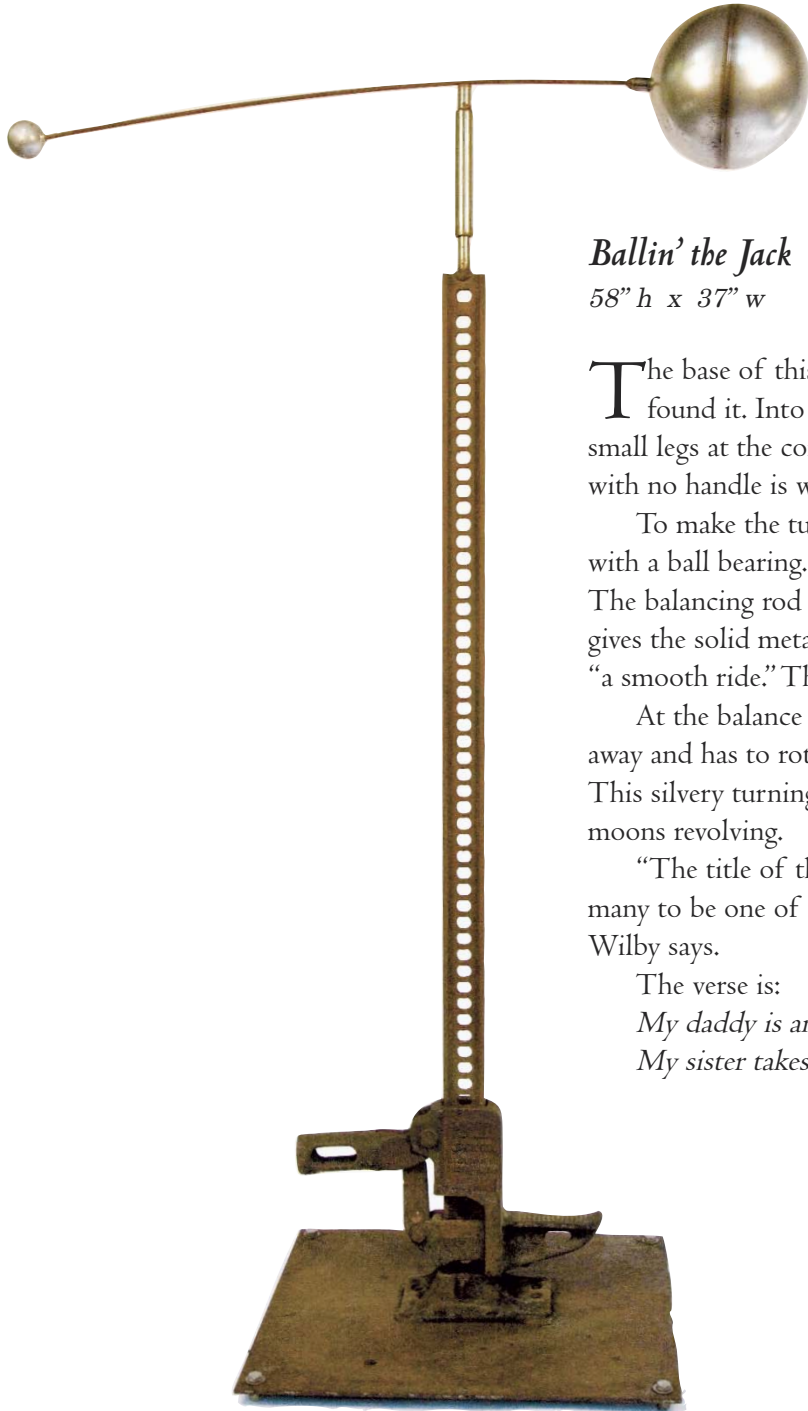 Ballin’ the Jack
58” h x 37” w
The base of this
found it. Into
small legs at the co
with no handle is w
To make the tu
with a ball bearing.
The balancing rod
gives the solid meta
“a smooth ride.” Th
At the balance
away and has to rot
This silvery turning
moons revolving.
“The title of th
many to be one of
Wilby says.
The verse is:
My daddy is an
My sister takes